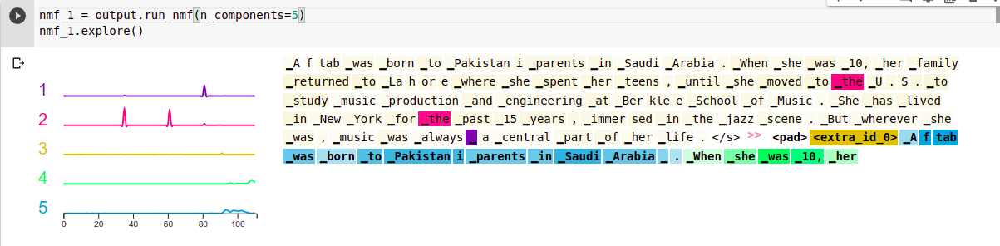 nmf_1 = output.run_nmf(n_components=5)
nmf_1.explore()
1
2
3
4
5
0 20 40 60 80 100
_A f tab _was _born _to _Pakistan i _parents _in _Saudi _Arabia . _When _she _was _10, _her _family
_returned _to _La h or e _where _she _spent _her _teens , _until _she _moved _to _the _U . S . _to
_study _music _production _and _engineering _at _Ber kle e _School _of _Music . _She _has _lived
_in _New _York _for _the _past _15 _years , _immer sed _in _the _jazz _scene . _But _wherever _she
_was , _music _was _always _ a _central _part _of _her _life . </s> >> <pad> <extra_id_0> _A f tab
_was _born _to _Pakistan i _parents _in _Saudi _Arabia _ . _When _she _was _10, _her